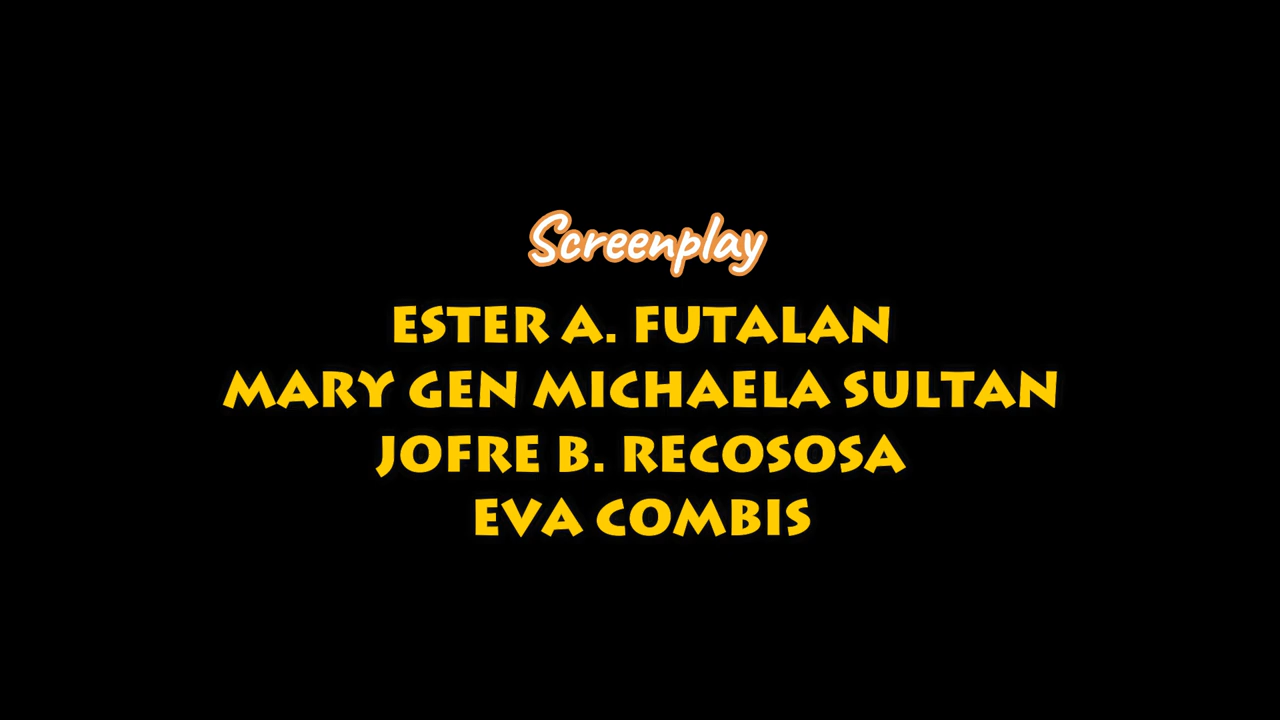 Screenplay
ESTER A. FUTALAN
MARY GEN MICHAELA SULTAN
JOFRE B. RECOSOSA
EVA COMBIS